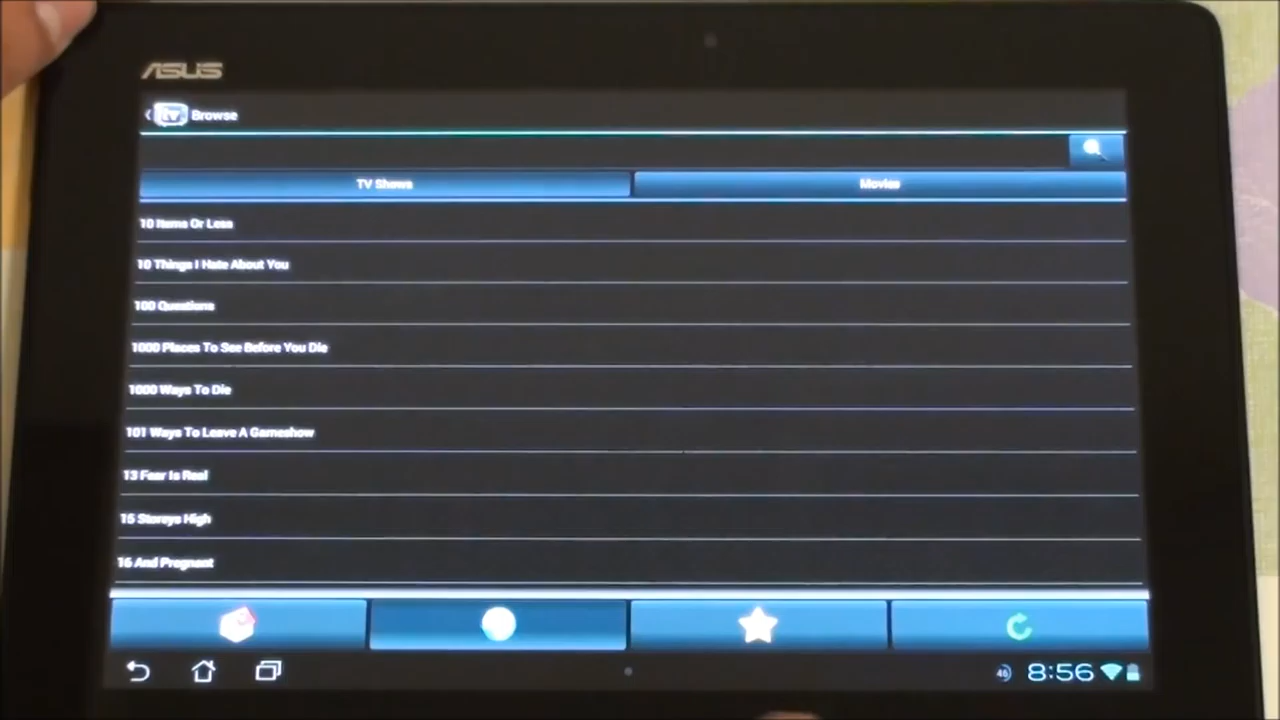 ASUS
tv Browse
TV Shows Movies
10 Items Or Less
10 Things I Hate About You
100 Questions
1000 Places To See Before You Die
1000 Ways To Die
101 Ways To Leave A Gameshow
13 Fear Is Real
15 Storeys High
16 And Pregnant
46 8:56